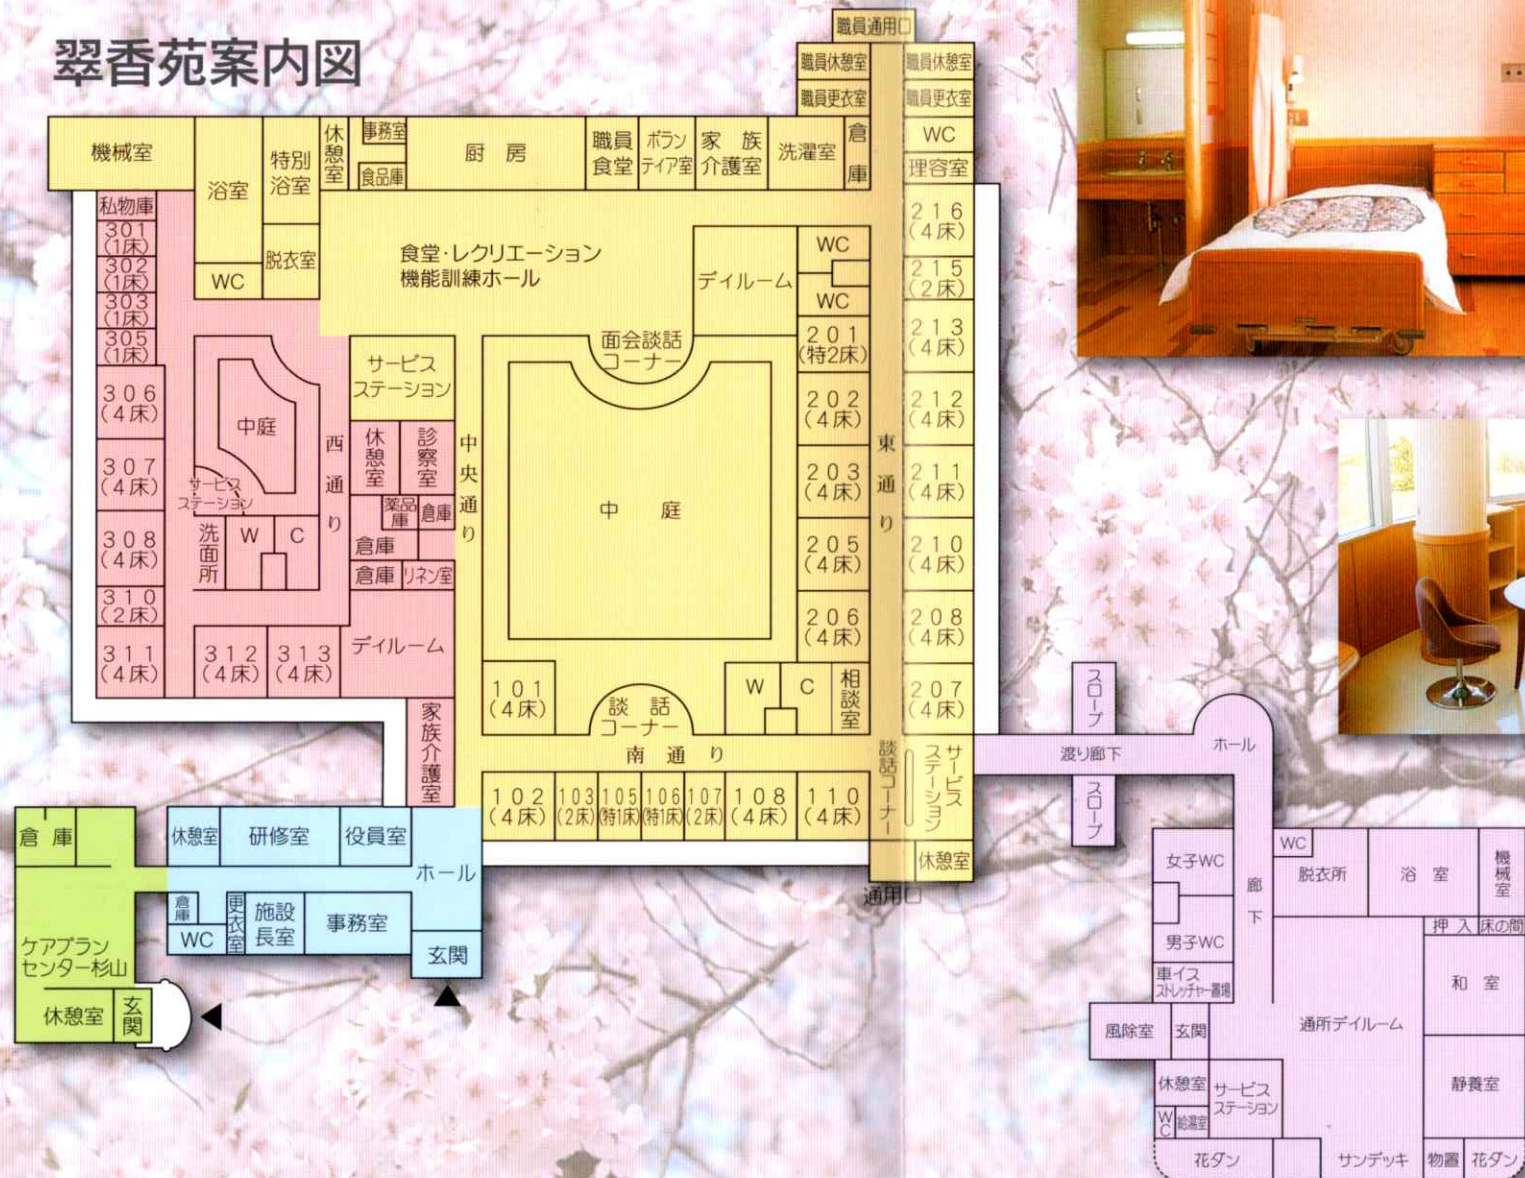 翠香苑案内図
職員通用口
職員休憩室
職員休憩室
職員更衣室
職員更衣室
機械室
浴室
特別
浴室
休憩室
事務室
食品庫
厨房
職員
食堂
ボラン
ティア室
家族
介護室
洗濯室
倉庫
WC
理容室
私物庫
301
(1床)
302
(1床)
303
(1床)
305
(1床)
306
(4床)
307
(4床)
308
(4床)
310
(2床)
311
(4床)
312
(4床)
313
(4床)
WC
脱衣室
食堂・レクリエーション
機能訓練ホール
デイルーム
WC
WC
216
(4床)
215
(2床)
213
(4床)
212
(4床)
211
(4床)
210
(4床)
208
(4床)
207
(4床)
201
(特2床)
202
(4床)
203
(4床)
205
(4床)
206
(4床)
東通り
面会談話
コーナー
サービス
ステーション
中庭
サービス
ステーション
洗面所
WC
西通り
休憩室
診察室
薬品庫
倉庫
倉庫
倉庫
リネン室
中央通り
中庭
デイルーム
家族介護室
101
(4床)
談話
コーナー
WC
相談室
南通り
102
(4床)
103
(2床)
105
(特1床)
106
(特1床)
107
(2床)
108
(4床)
110
(4床)
談話コーナー
サービス
ステーション
休憩室
通用口
スロープ
渡り廊下
スロープ
ホール
倉庫
ケアプラン
センター杉山
休憩室
玄関
休憩室
研修室
役員室
ホール
倉庫
WC
更衣室
施設
長室
事務室
玄関
女子WC
男子WC
車イス
ストレッチャー置場
廊下
WC
脱衣所
浴室
機械室
押入
床の間
和室
風除室
玄関
通所デイルーム
静養室
休憩室
WC
給湯室
サービス
ステーション
花ダン
サンデッキ
物置
花ダン